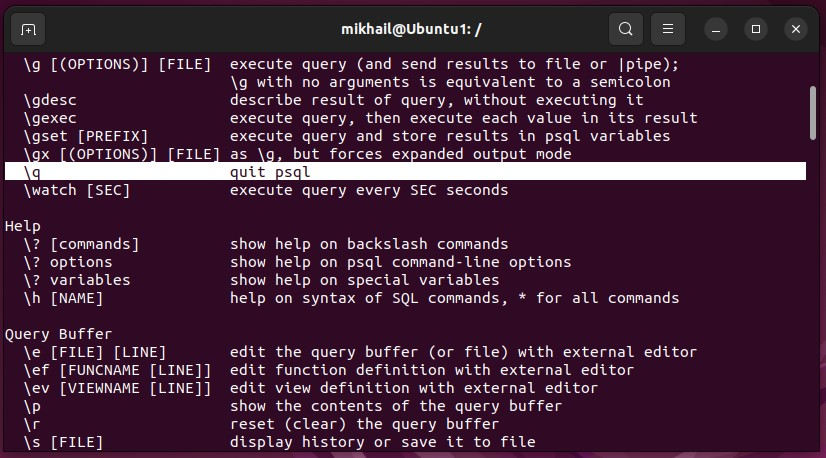 mikhail@Ubuntu1: /
\g [(OPTIONS)] [FILE]  execute query (and send results to file or |pipe);
                         \g with no arguments is equivalent to a semicolon
  \gdesc                 describe result of query, without executing it
  \gexec                 execute query, then execute each value in its result
  \gset [PREFIX]         execute query and store results in psql variables
  \gx [(OPTIONS)] [FILE] as \g, but forces expanded output mode
  \q                     quit psql
  \watch [SEC]           execute query every SEC seconds

Help
  \? [commands]          show help on backslash commands
  \? options             show help on psql command-line options
  \? variables           show help on special variables
  \h [NAME]              help on syntax of SQL commands, * for all commands

Query Buffer
  \e [FILE] [LINE]       edit the query buffer (or file) with external editor
  \ef [FUNCNAME [LINE]]  edit function definition with external editor
  \ev [VIEWNAME [LINE]]  edit view definition with external editor
  \p                     show the contents of the query buffer
  \r                     reset (clear) the query buffer
  \s [FILE]              display history or save it to file